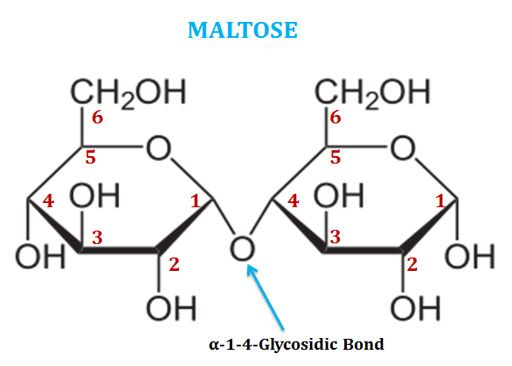 MALTOSE
CH₂OH CH₂OH
6 6
5 O 5 O
4 OH 1 4 OH 1
3 3
OH 2 O 2 OH
OH OH
α-1-4-Glycosidic Bond